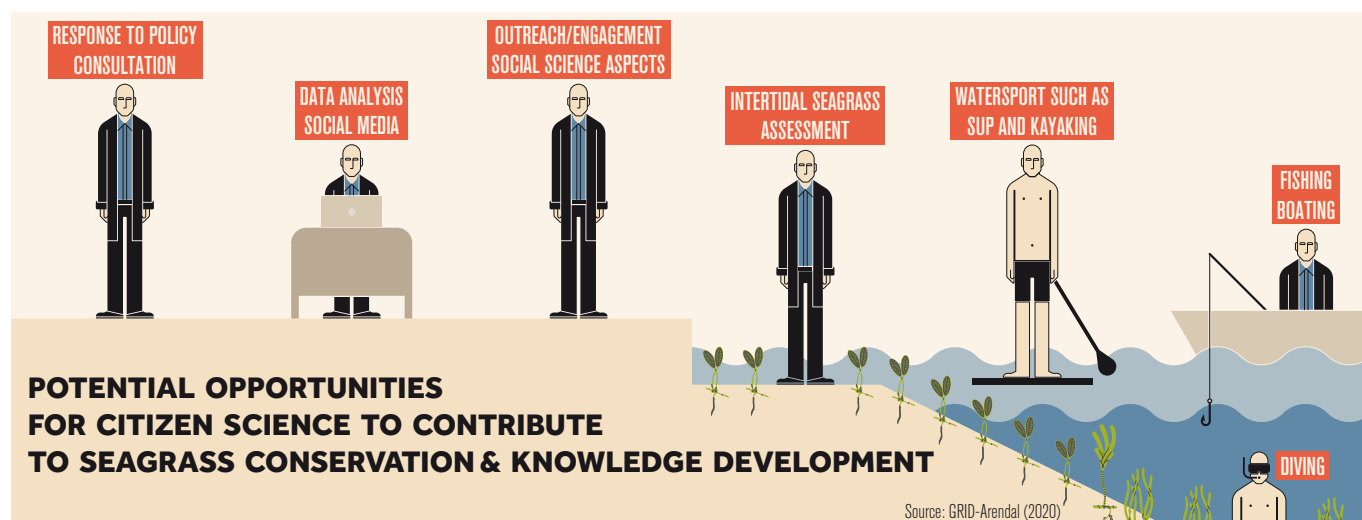 RESPONSE TO POLICY
CONSULTATION
DATA ANALYSIS
SOCIAL MEDIA
OUTREACH/ENGAGEMENT
SOCIAL SCIENCE ASPECTS
INTERTIDAL SEAGRASS
ASSESSMENT
WATERSPORT SUCH AS
SUP AND KAYAKING
FISHING
BOATING
DIVING
POTENTIAL OPPORTUNITIES
FOR CITIZEN SCIENCE TO CONTRIBUTE
TO SEAGRASS CONSERVATION & KNOWLEDGE DEVELOPMENT
Source: GRID-Arendal (2020)